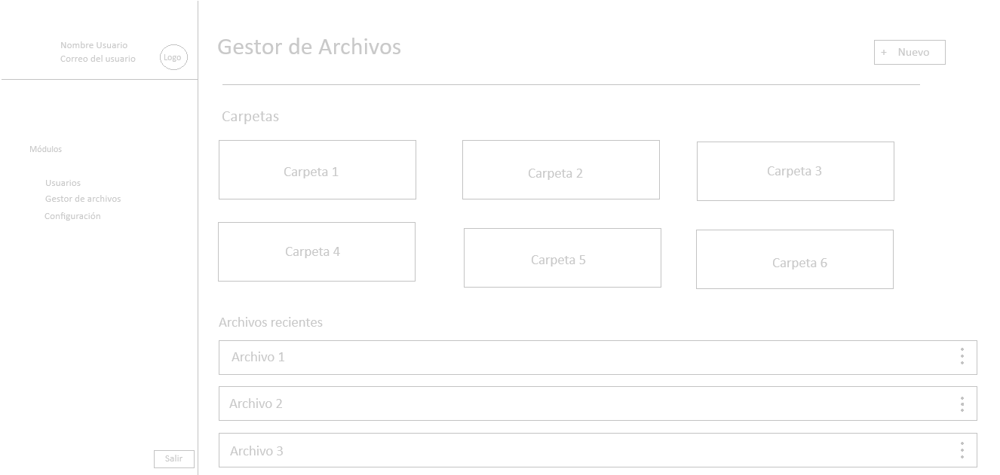 Nombre Usuario
Correo del usuario
Logo
Módulos
Usuarios
Gestor de archivos
Configuración
Salir
Gestor de Archivos
+ Nuevo
Carpetas
Carpeta 1
Carpeta 2
Carpeta 3
Carpeta 4
Carpeta 5
Carpeta 6
Archivos recientes
Archivo 1
Archivo 2
Archivo 3